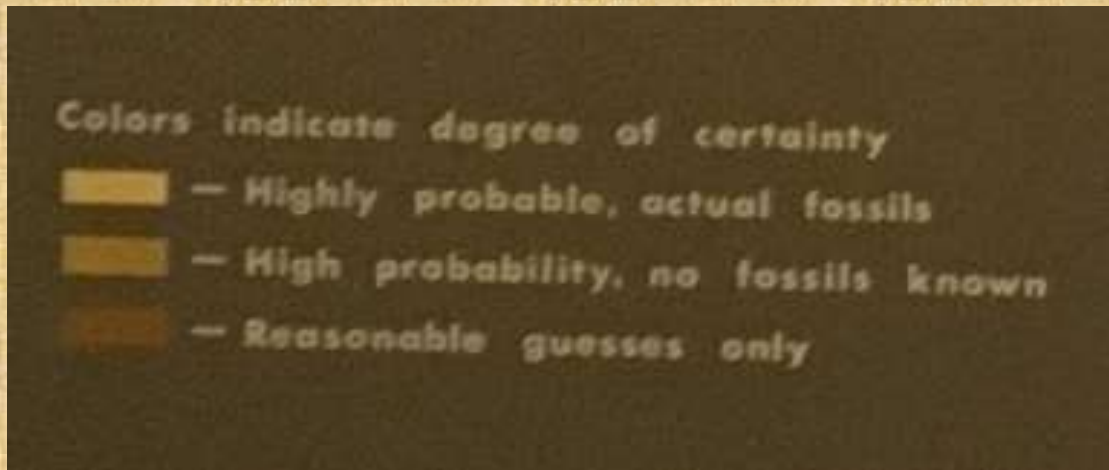 Colors indicate degree of certainty
— Highly probable, actual fossils
— High probability, no fossils known
— Reasonable guesses only